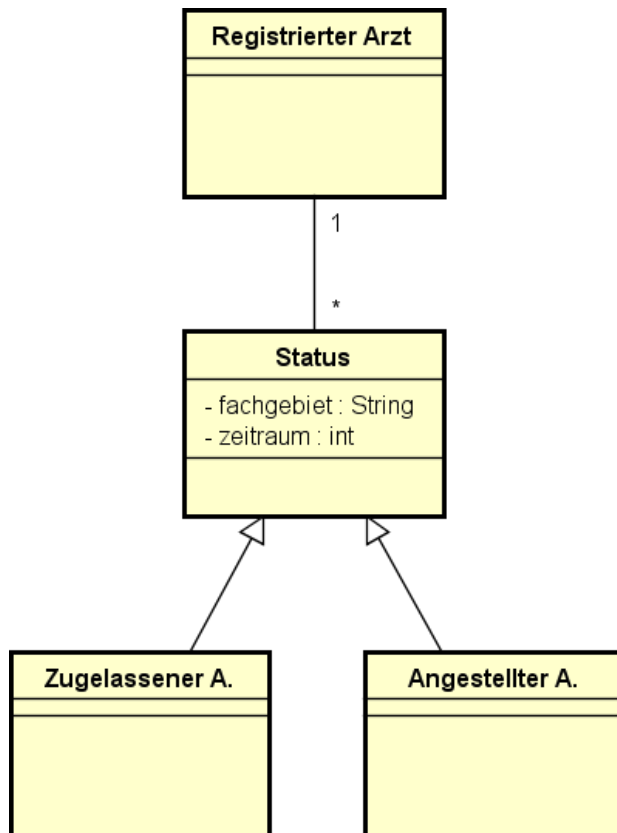 Registrierter Arzt
1
*
Status
- fachgebiet : String
- zeitraum : int
Zugelassener A.
Angestellter A.